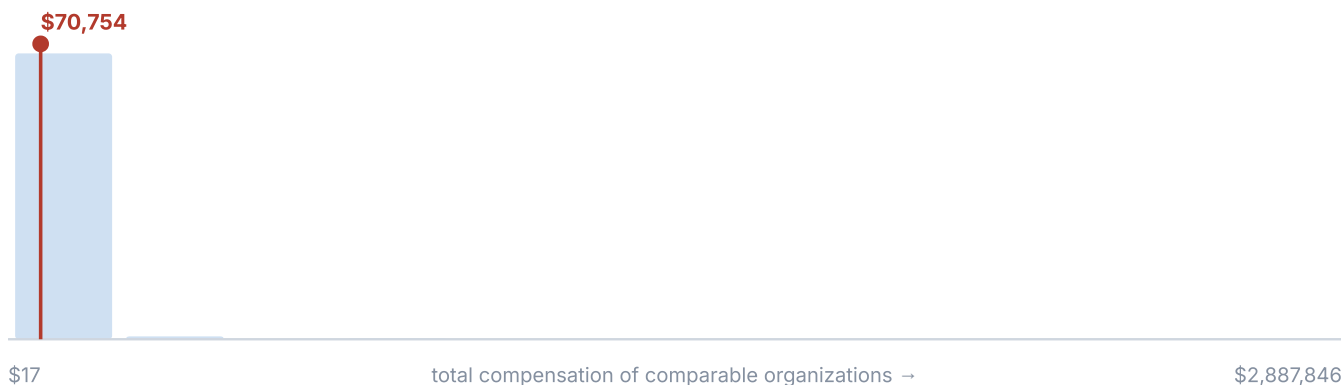 $70,754
$17
total compensation of comparable organizations →
$2,887,846